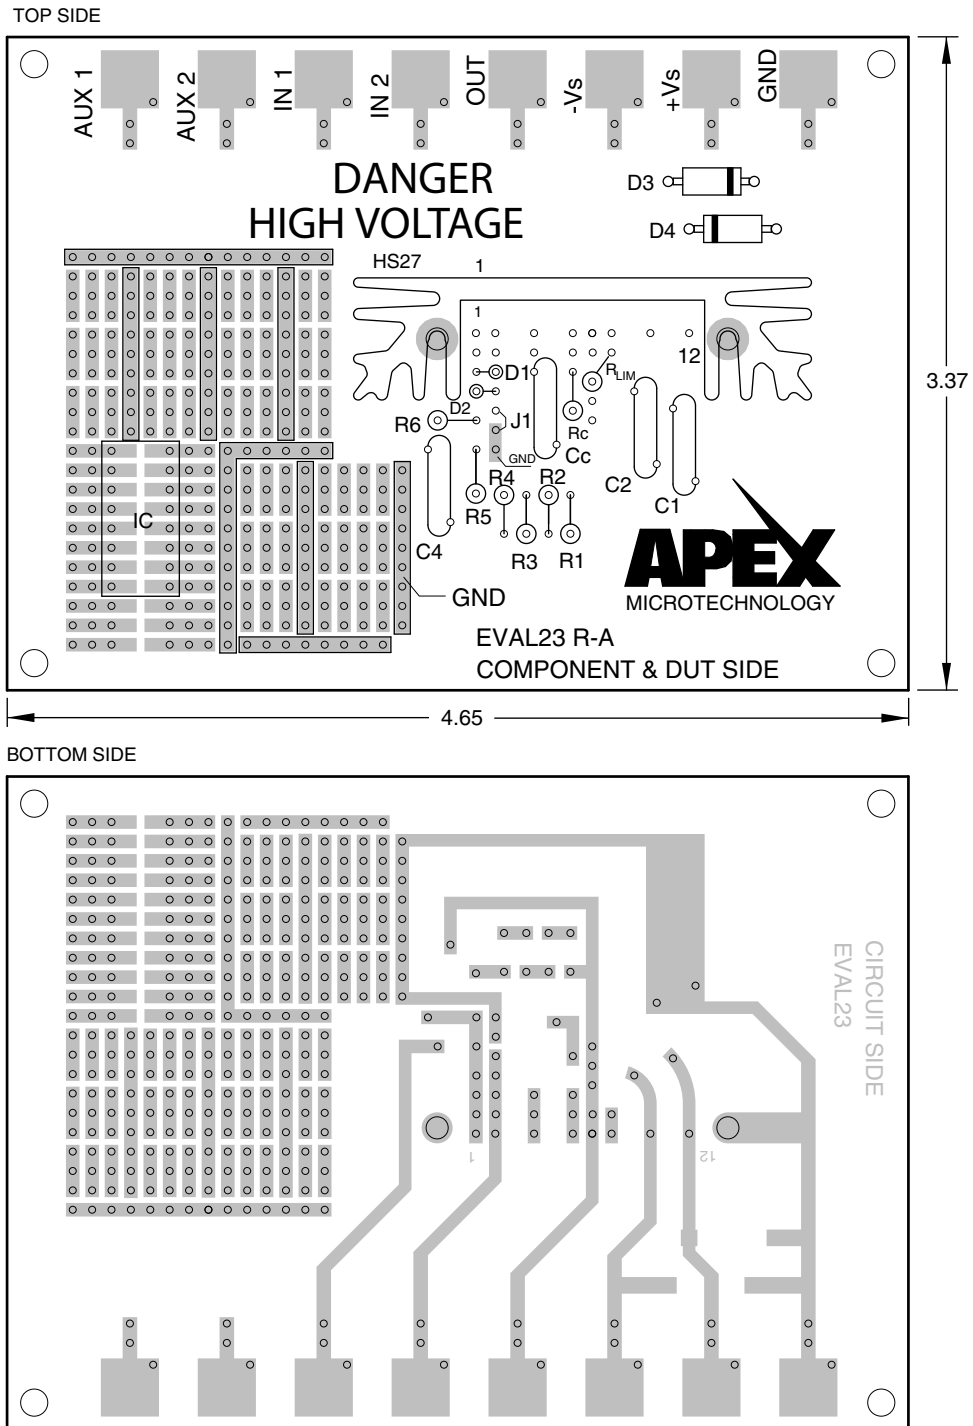 TOP SIDE
AUX 1
AUX 2
IN 1
IN 2
OUT
-Vs
+Vs
GND
DANGER
HIGH VOLTAGE
D3
D4
HS27
1
1
12
3.37
D1
RLIM
D2
J1
R6
Rc
GND
Cc
R4
R2
C2
R5
C1
IC
C4
R3
R1
APEX
MICROTECHNOLOGY
GND
EVAL23 R-A
COMPONENT & DUT SIDE
4.65
BOTTOM SIDE
CIRCUIT SIDE
EVAL23
1
12